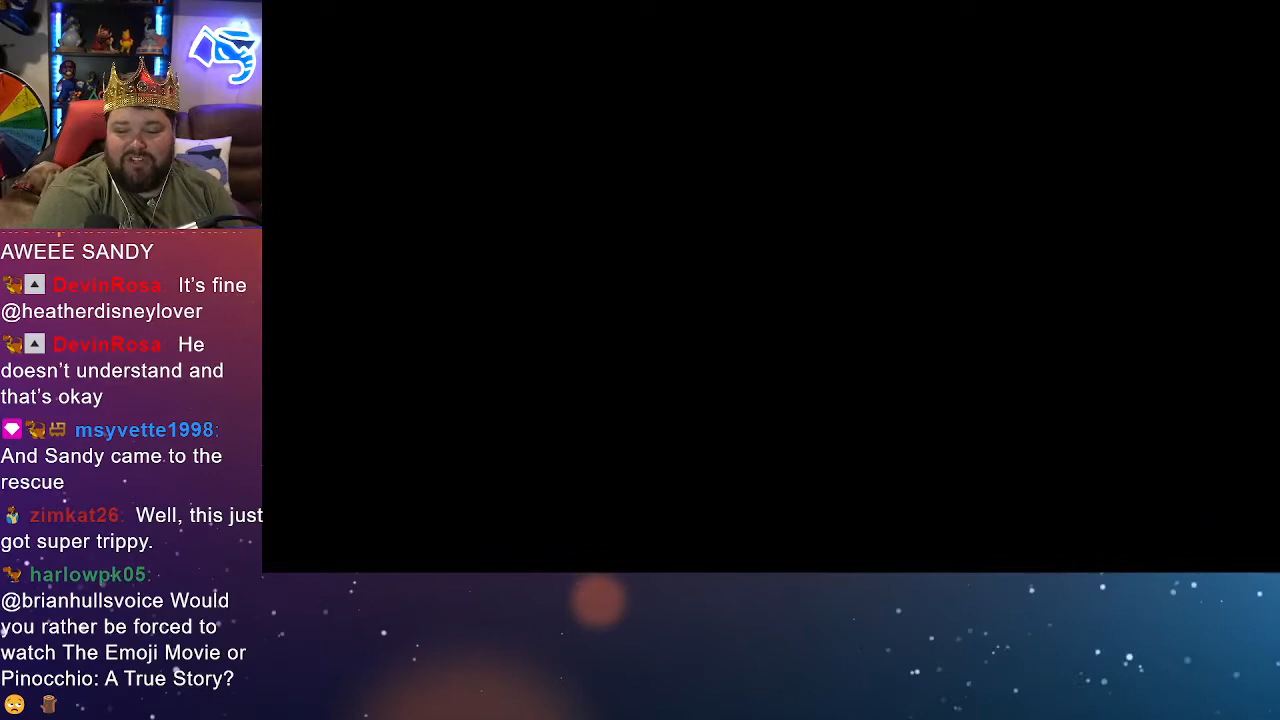 AWEEE SANDY
DevinRosa: It's fine
@heatherdisneylover
DevinRosa: He
doesn't understand and
that's okay
msyvette1998:
And Sandy came to the
rescue
zimkat26: Well, this just
got super trippy.
harlowpk05:
@brianhullsvoice Would
you rather be forced to
watch The Emoji Movie or
Pinocchio: A True Story?